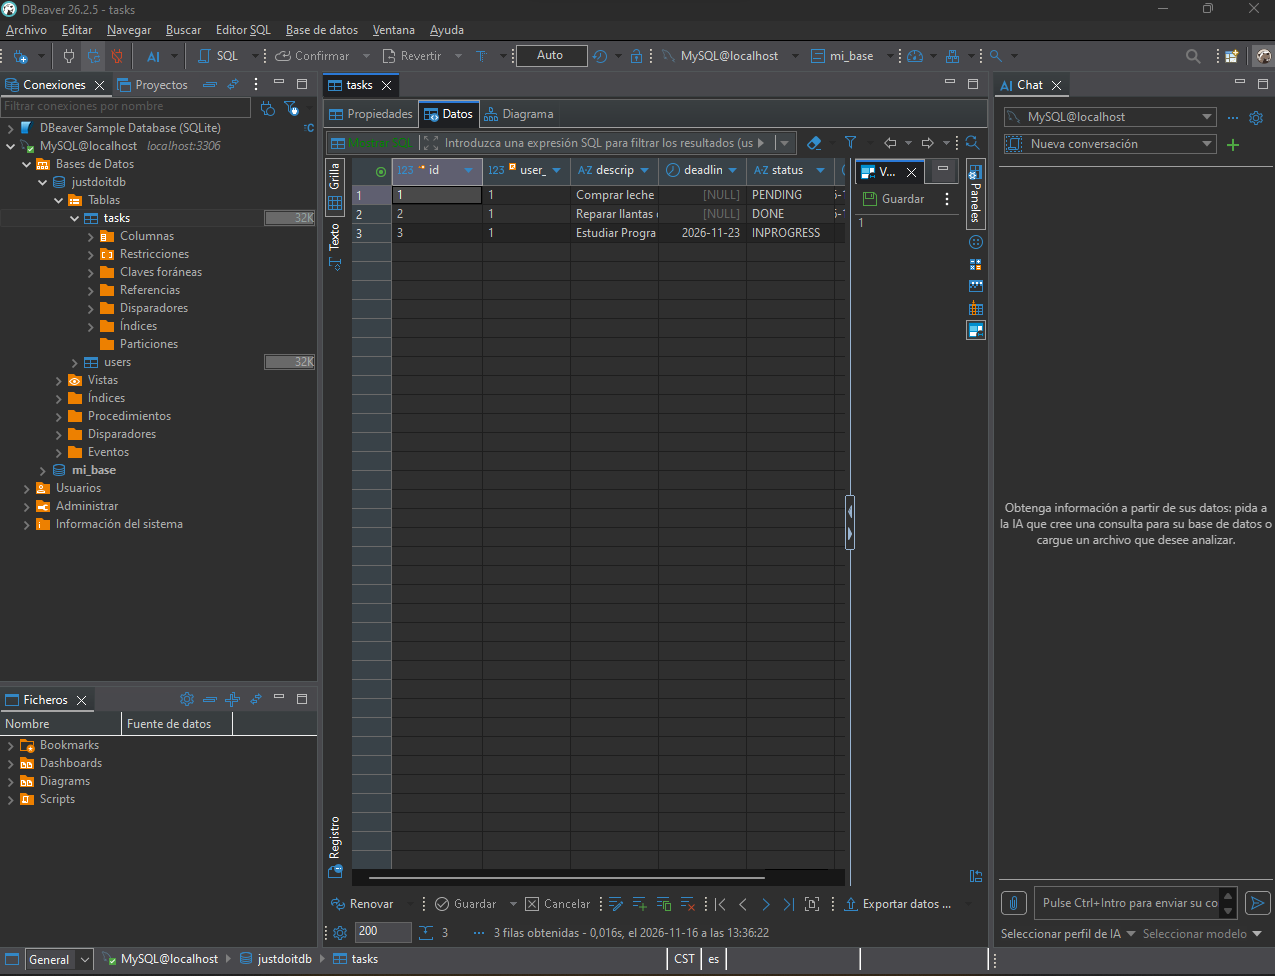 DBeaver 26.2.5 - tasks
Archivo Editar Navegar Buscar Editor SQL Base de datos Ventana Ayuda
AI SQL Confirmar Revertir T Auto MySQL@localhost mi_base
Conexiones Proyectos
Filtrar conexiones por nombre
DBeaver Sample Database (SQLite)
MySQL@localhost localhost:3306
Bases de Datos
justdoitdb
Tablas
tasks 32K
Columnas
Restricciones
Claves foráneas
Referencias
Disparadores
Índices
Particiones
users 32K
Vistas
Índices
Procedimientos
Disparadores
Eventos
mi_base
Usuarios
Administrar
Información del sistema
Ficheros
Nombre Fuente de datos
Bookmarks
Dashboards
Diagrams
Scripts
tasks
Propiedades Datos Diagrama
Mostrar SQL Introduzca una expresión SQL para filtrar los resultados (us
Grilla
Texto
Registro
123 id 123 user_ A-Z descrip deadlin A-Z status
1 1 1 Comprar leche [NULL] PENDING
2 2 1 Reparar llantas [NULL] DONE
3 3 1 Estudiar Progra 2026-11-23 INPROGRESS
V...
Guardar
1
Paneles
Renovar Guardar Cancelar Exportar datos ...
200 3 ... 3 filas obtenidas - 0,016s, el 2026-11-16 a las 13:36:22
AI Chat
MySQL@localhost ...
Nueva conversación
Obtenga información a partir de sus datos: pida a
la IA que cree una consulta para su base de datos o
cargue un archivo que desee analizar.
Pulse Ctrl+Intro para enviar su co
Seleccionar perfil de IA Seleccionar modelo
General MySQL@localhost justdoitdb tasks CST es